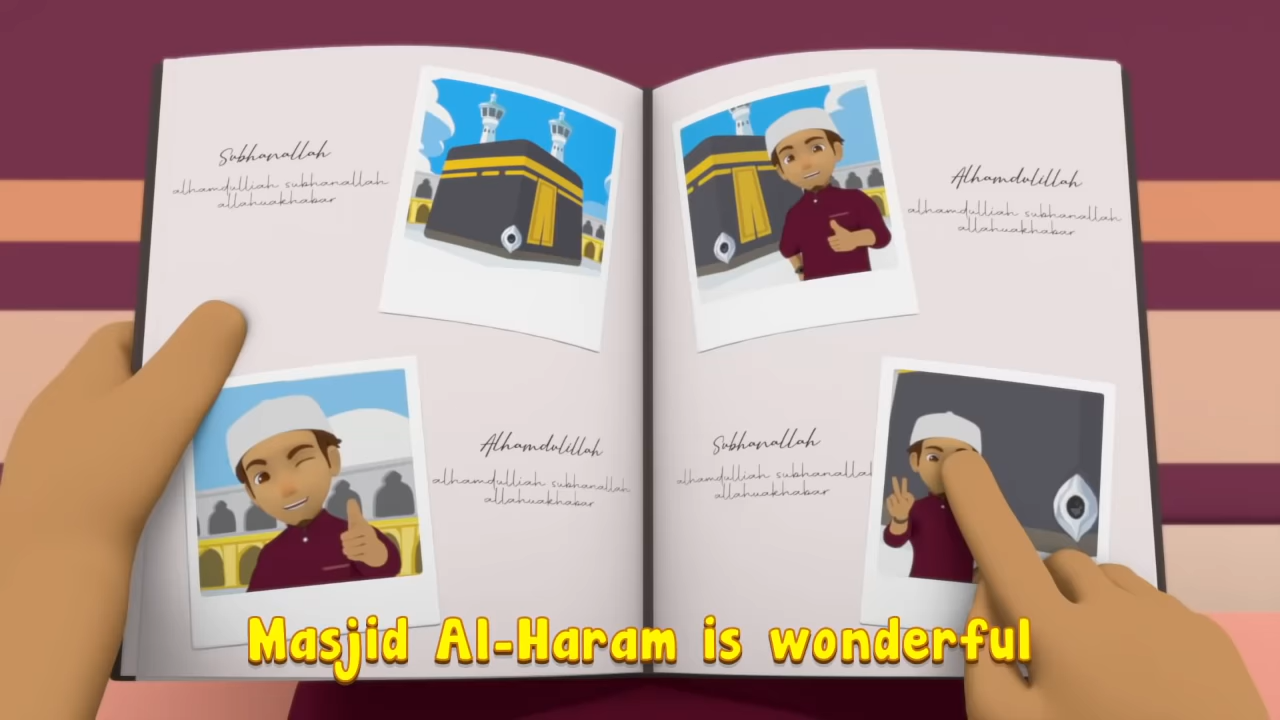 Subhanallah
alhamdulliah subhanallah
allahuakhabar
Alhamdulillah
alhamdulliah subhanallah
allahuakhabar
Alhamdulillah
alhamdulliah subhanallah
allahuakhabar
Subhanallah
alhamdulliah subhanallah
allahuakhabar
Masjid Al-Haram is wonderful